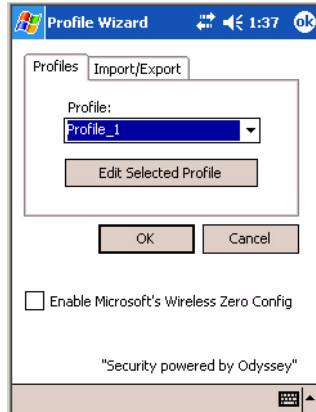 Profile Wizard 1:37 ok
Profiles Import/Export
Profile:
Profile_1
Edit Selected Profile
OK Cancel
Enable Microsoft's Wireless Zero Config
"Security powered by Odyssey"